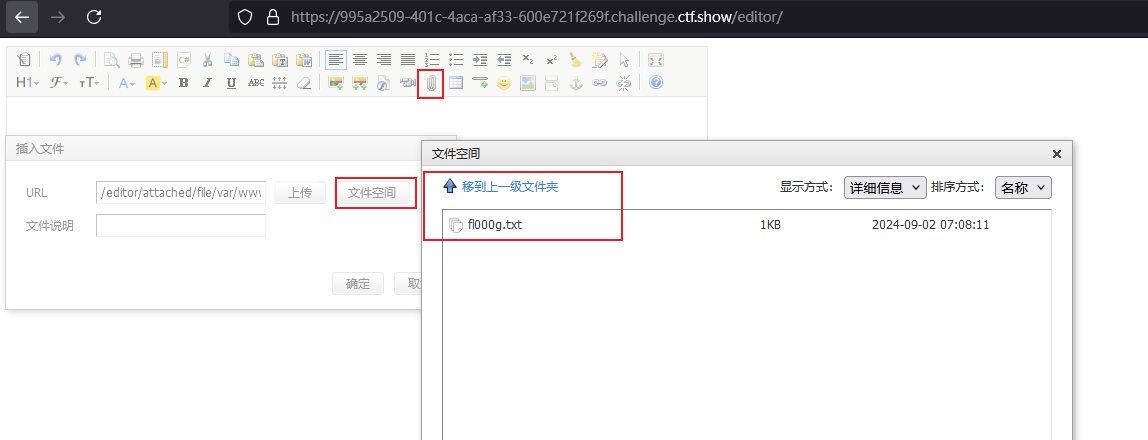 https://995a2509-401c-4aca-af33-600e721f269f.challenge.ctf.show/editor/
H1 F тT A A B I U ABC
插入文件
URL /editor/attached/file/var/www 上传 文件空间
文件说明
确定 取
文件空间
移到上一级文件夹 显示方式： 详细信息 排序方式： 名称
fl000g.txt 1KB 2024-09-02 07:08:11